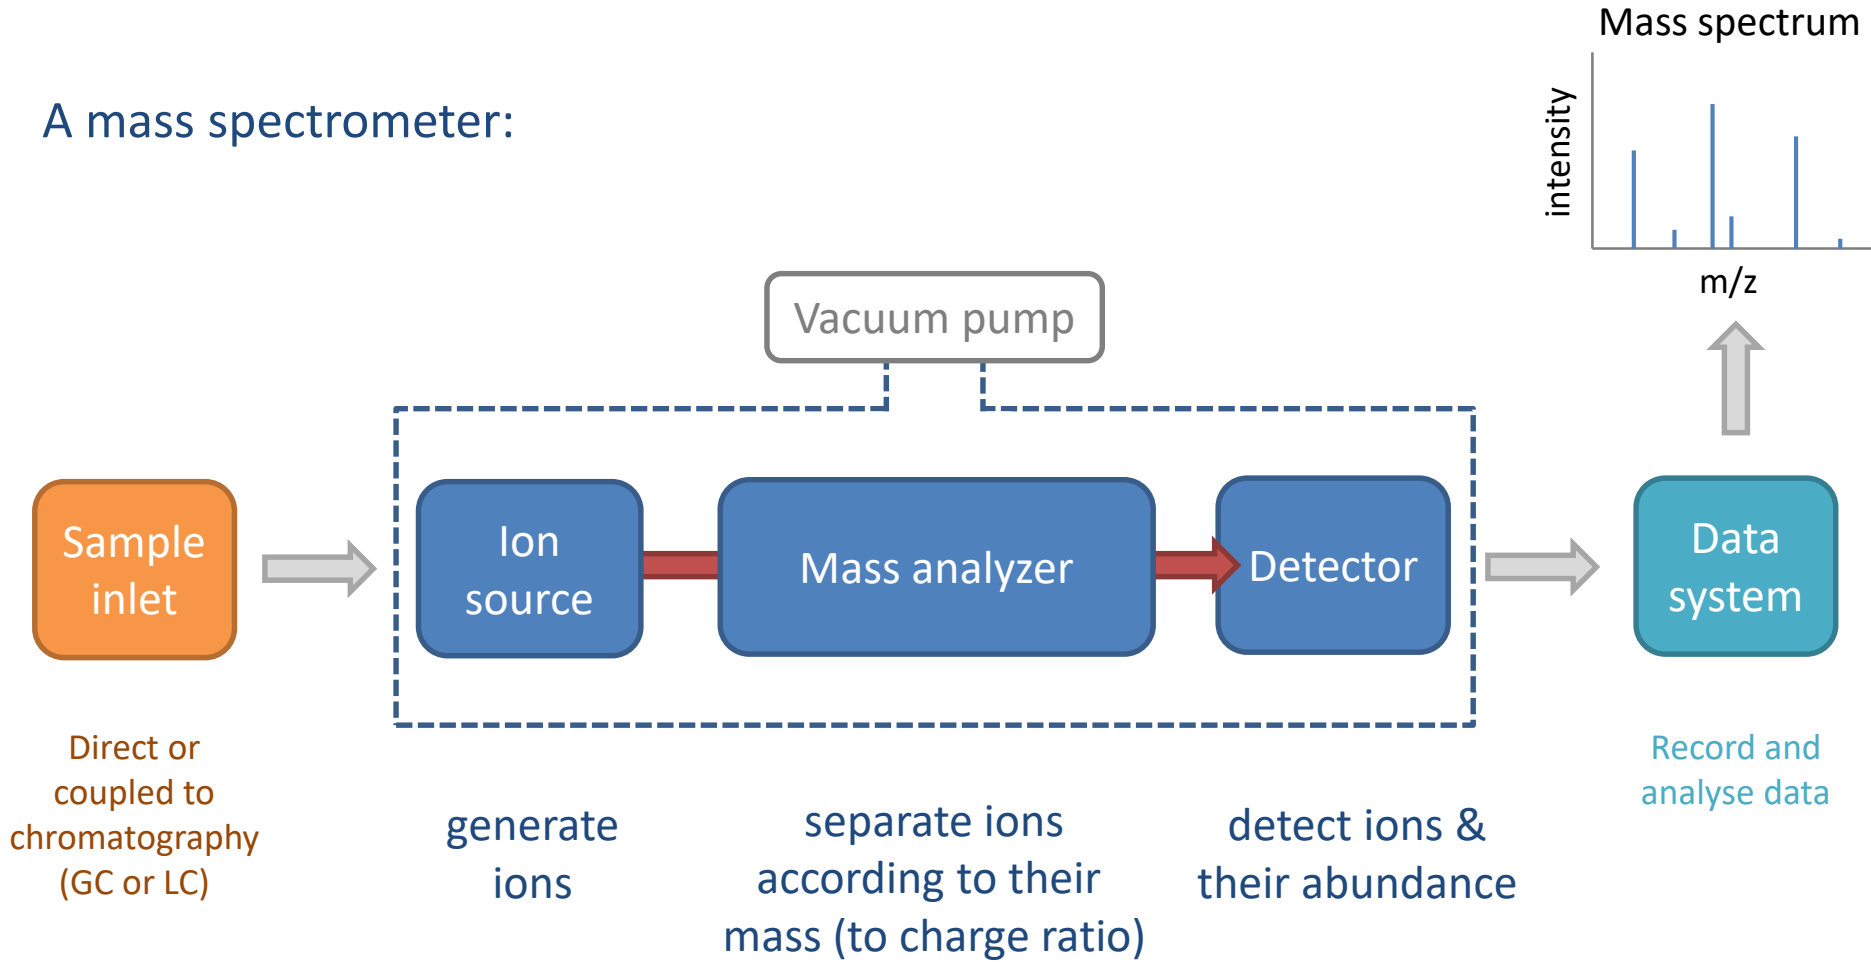 A mass spectrometer:
Mass spectrum
intensity
m/z
Vacuum pump
Sample
inlet
Ion
source
Mass analyzer
Detector
Data
system
Direct or
coupled to
chromatography
(GC or LC)
generate
ions
separate ions
according to their
mass (to charge ratio)
detect ions &
their abundance
Record and
analyse data